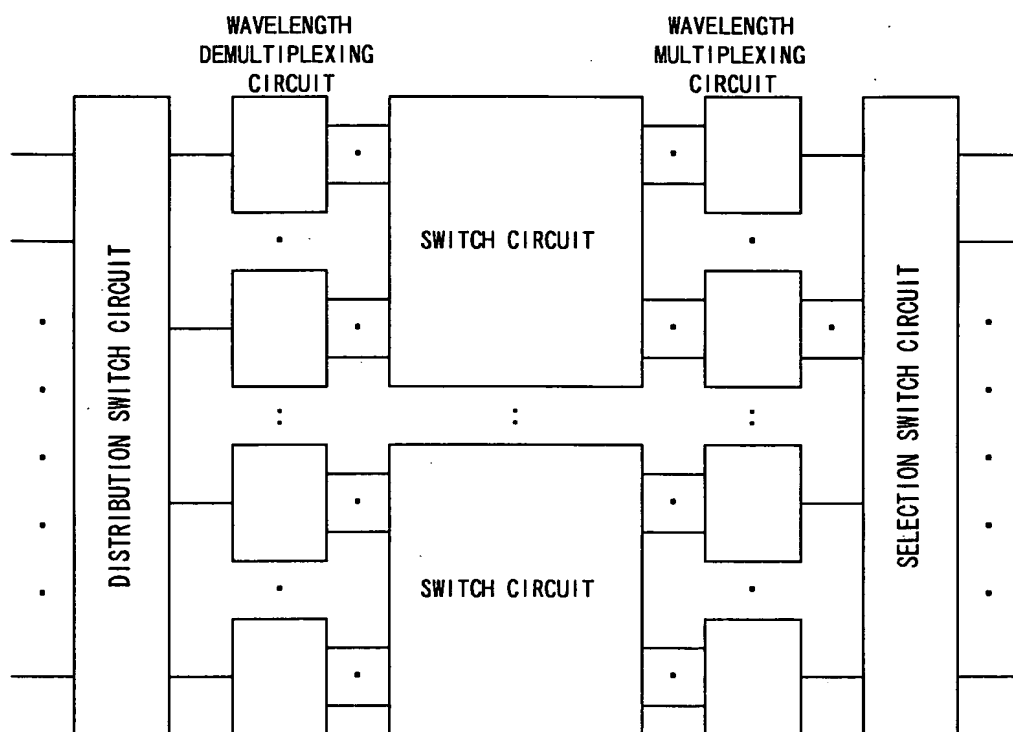 WAVELENGTH
DEMULTIPLEXING
CIRCUIT
WAVELENGTH
MULTIPLEXING
CIRCUIT
DISTRIBUTION SWITCH CIRCUIT
SWITCH CIRCUIT
SWITCH CIRCUIT
SELECTION SWITCH CIRCUIT